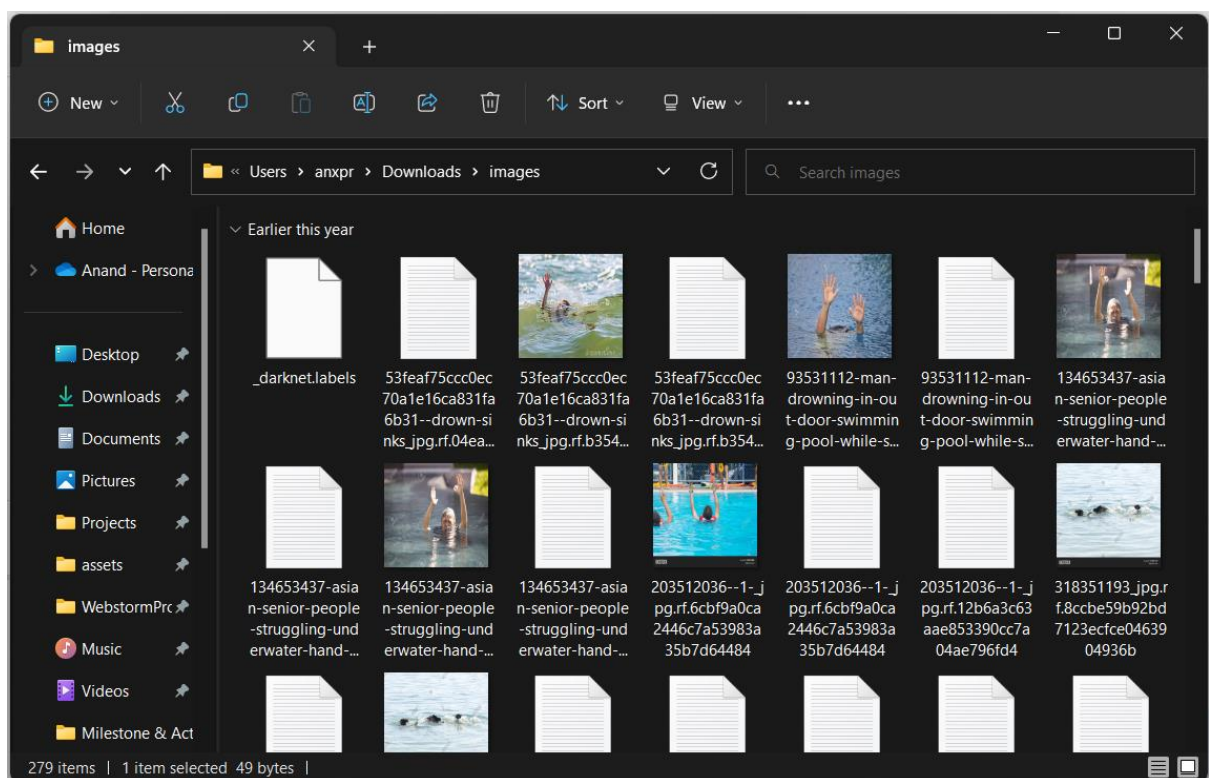 images
New
Sort
View
« Users > anxpr > Downloads > images
Search images
Home
Anand - Persona
Desktop
Downloads
Documents
Pictures
Projects
assets
WebstormPrc
Music
Videos
Milestone & Act
Earlier this year
_darknet.labels
53feaf75ccc0ec
70a1e16ca831fa
6b31--drown-si
nks_jpg.rf.04ea...
53feaf75ccc0ec
70a1e16ca831fa
6b31--drown-si
nks_jpg.rf.b354...
53feaf75ccc0ec
70a1e16ca831fa
6b31--drown-si
nks_jpg.rf.b354...
93531112-man-
drowning-in-ou
t-door-swimmin
g-pool-while-s...
93531112-man-
drowning-in-ou
t-door-swimmin
g-pool-while-s...
134653437-asia
n-senior-people
-struggling-und
erwater-hand-...
134653437-asia
n-senior-people
-struggling-und
erwater-hand-...
134653437-asia
n-senior-people
-struggling-und
erwater-hand-...
134653437-asia
n-senior-people
-struggling-und
erwater-hand-...
203512036--1-_j
pg.rf.6cbf9a0ca
2446c7a53983a
35b7d64484
203512036--1-_j
pg.rf.6cbf9a0ca
2446c7a53983a
35b7d64484
203512036--1-_j
pg.rf.12b6a3c63
aae853390cc7a
04ae796fd4
318351193_jpg.r
f.8ccbe59b92bd
7123ecfce04639
04936b
279 items | 1 item selected 49 bytes |